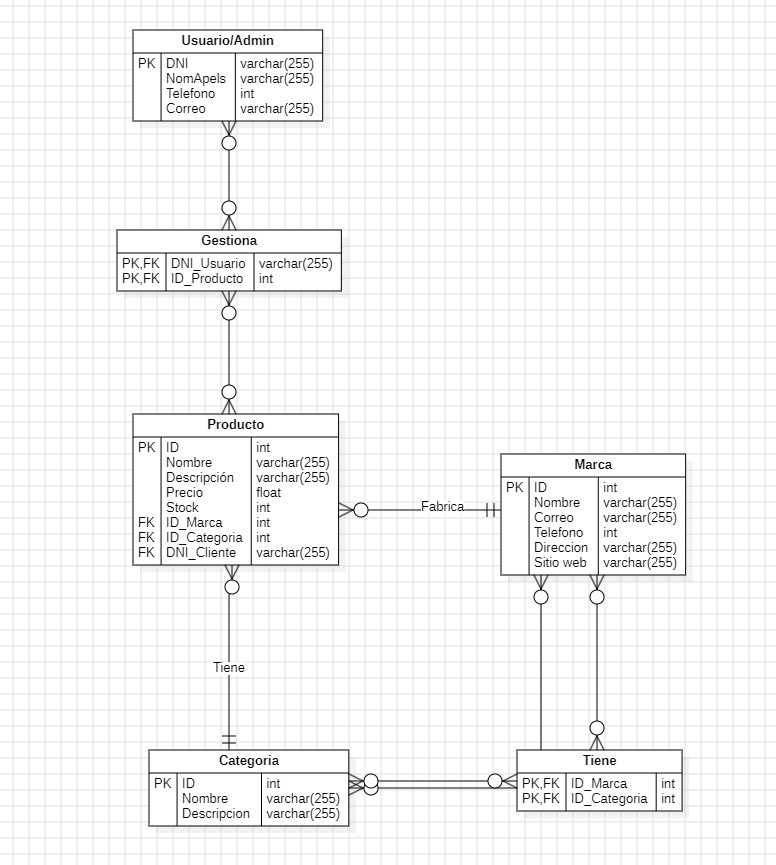 Usuario/Admin
PK DNI varchar(255)
NomApels varchar(255)
Telefono int
Correo varchar(255)
Gestiona
PK,FK DNI_Usuario varchar(255)
PK,FK ID_Producto int
Producto
PK ID int
Nombre varchar(255)
Descripción varchar(255)
Precio float
Stock int
FK ID_Marca int
FK ID_Categoria int
FK DNI_Cliente varchar(255)
Fabrica
Marca
PK ID int
Nombre varchar(255)
Correo varchar(255)
Telefono int
Direccion varchar(255)
Sitio web varchar(255)
Tiene
Categoria
PK ID int
Nombre varchar(255)
Descripcion varchar(255)
Tiene
PK,FK ID_Marca int
PK,FK ID_Categoria int